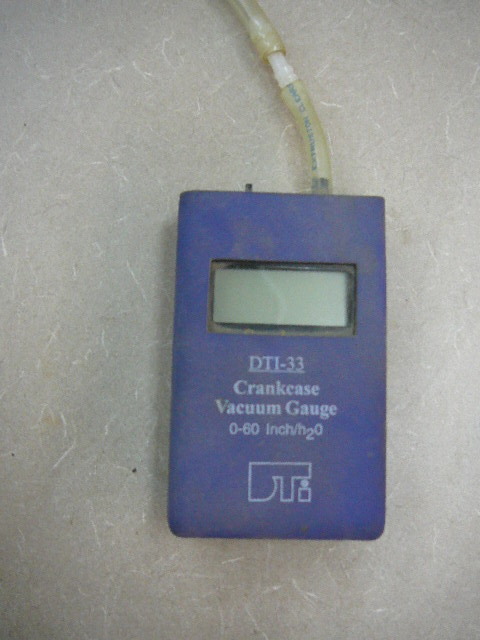 DTI-33
Crankcase
Vacuum Gauge
0-60 Inch/h20
DTi